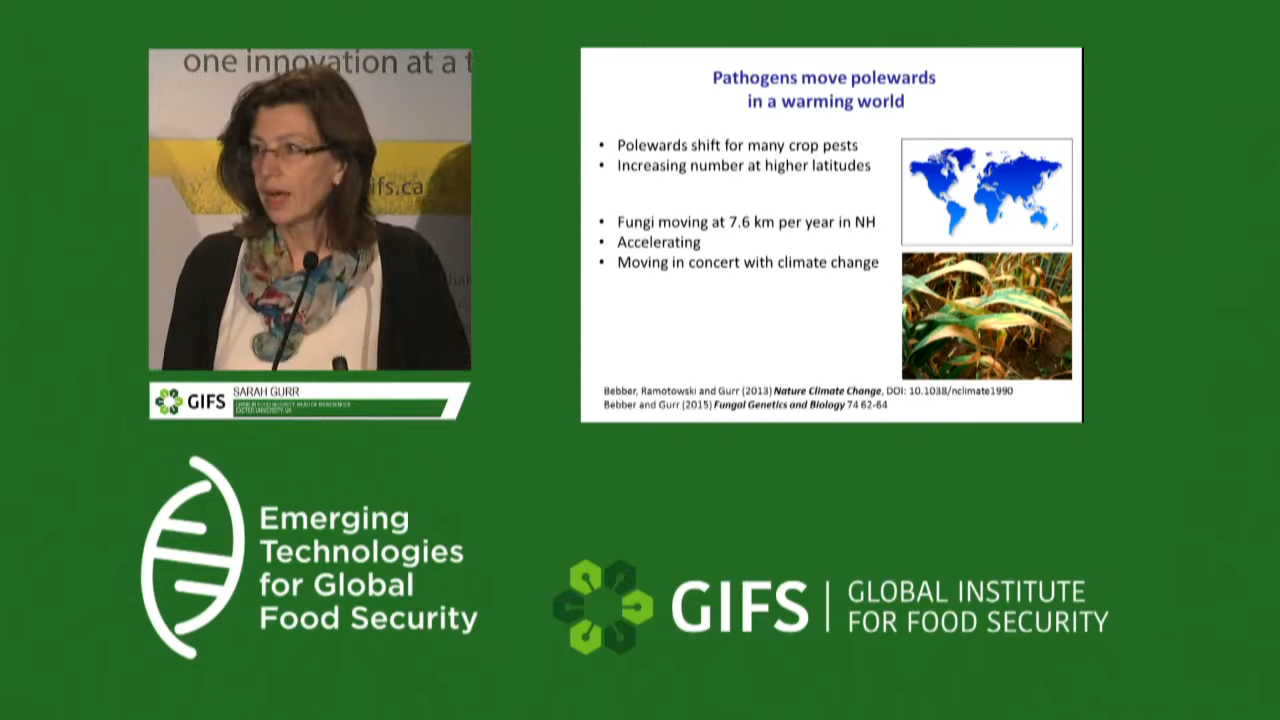 one innovation at a t
ifs.ca
GIFS
SARAH GURR
EXETER UNIVERSITY, UK
Pathogens move polewards
in a warming world
• Polewards shift for many crop pests
• Increasing number at higher latitudes
• Fungi moving at 7.6 km per year in NH
• Accelerating
• Moving in concert with climate change
Bebber, Ramotowski and Gurr (2013) Nature Climate Change, DOI: 10.1038/nclimate1990
Bebber and Gurr (2015) Fungal Genetics and Biology 74 62-64
Emerging
Technologies
for Global
Food Security
GIFS
GLOBAL INSTITUTE
FOR FOOD SECURITY